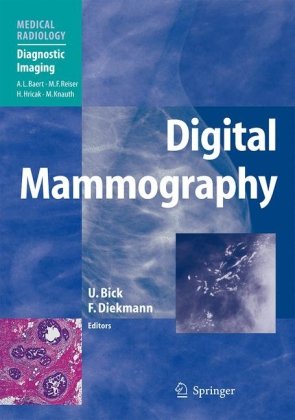 MEDICAL
RADIOLOGY
Diagnostic
Imaging
A. L. Baert · M. F. Reiser
H. Hricak · M. Knauth
Digital
Mammography
U. Bick
F. Diekmann
Editors
Springer